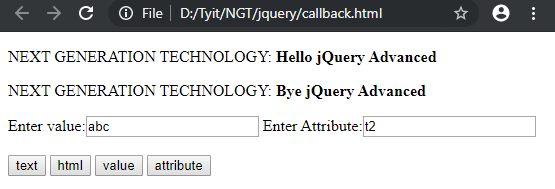 File | D:/Tyit/NGT/jquery/callback.html
NEXT GENERATION TECHNOLOGY: Hello jQuery Advanced
NEXT GENERATION TECHNOLOGY: Bye jQuery Advanced
Enter value: abc Enter Attribute: t2
text html value attribute